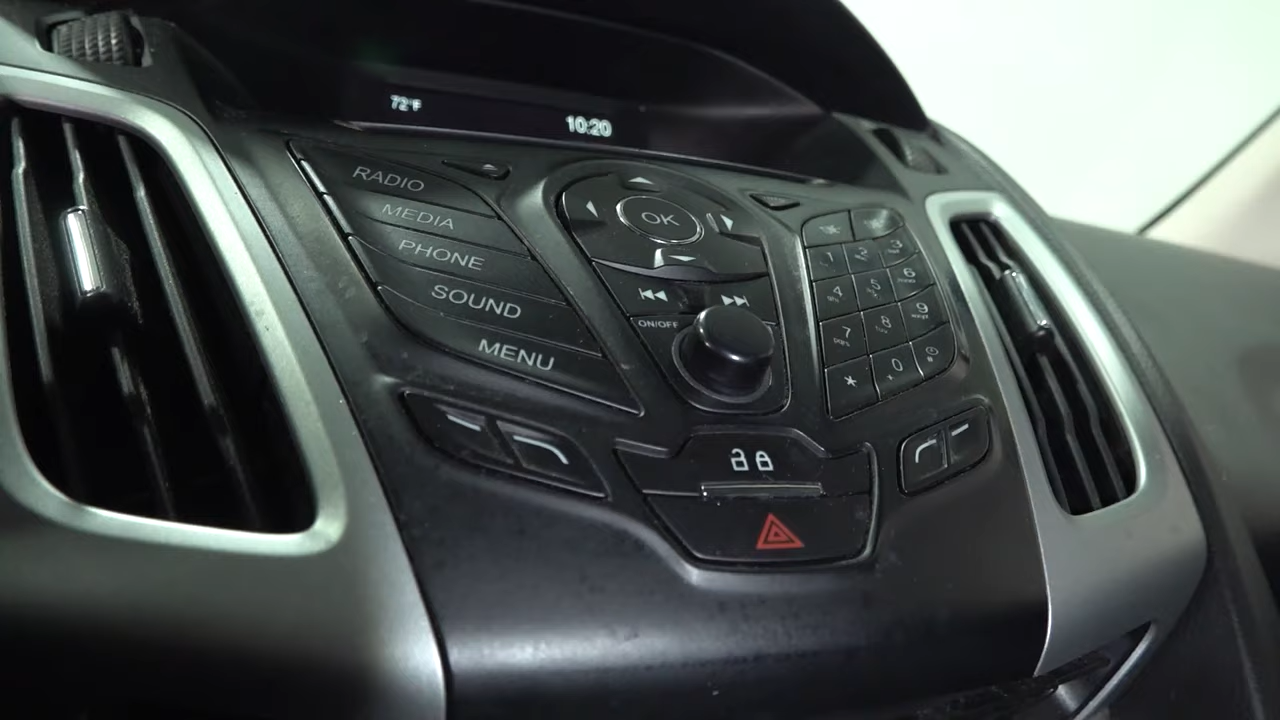 72°F
10:20
RADIO
MEDIA
PHONE
SOUND
MENU
OK
ON/OFF
1 2 3
4 5 6
7 8 9
* 0